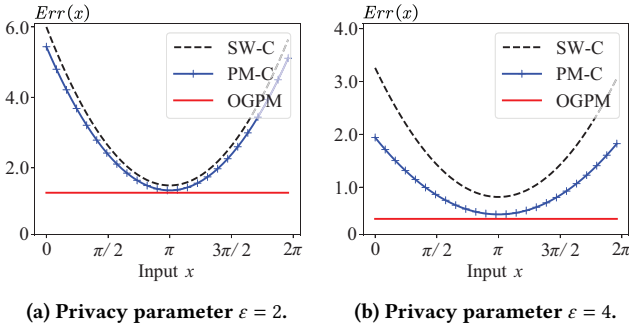 Err(x)
6.0
4.0
2.0
0
SW-C
PM-C
OGPM
0 π/2 π 3π/2 2π
Input x
(a) Privacy parameter ε = 2.
Err(x)
4.0
3.0
2.0
1.0
0
SW-C
PM-C
OGPM
0 π/2 π 3π/2 2π
Input x
(b) Privacy parameter ε = 4.